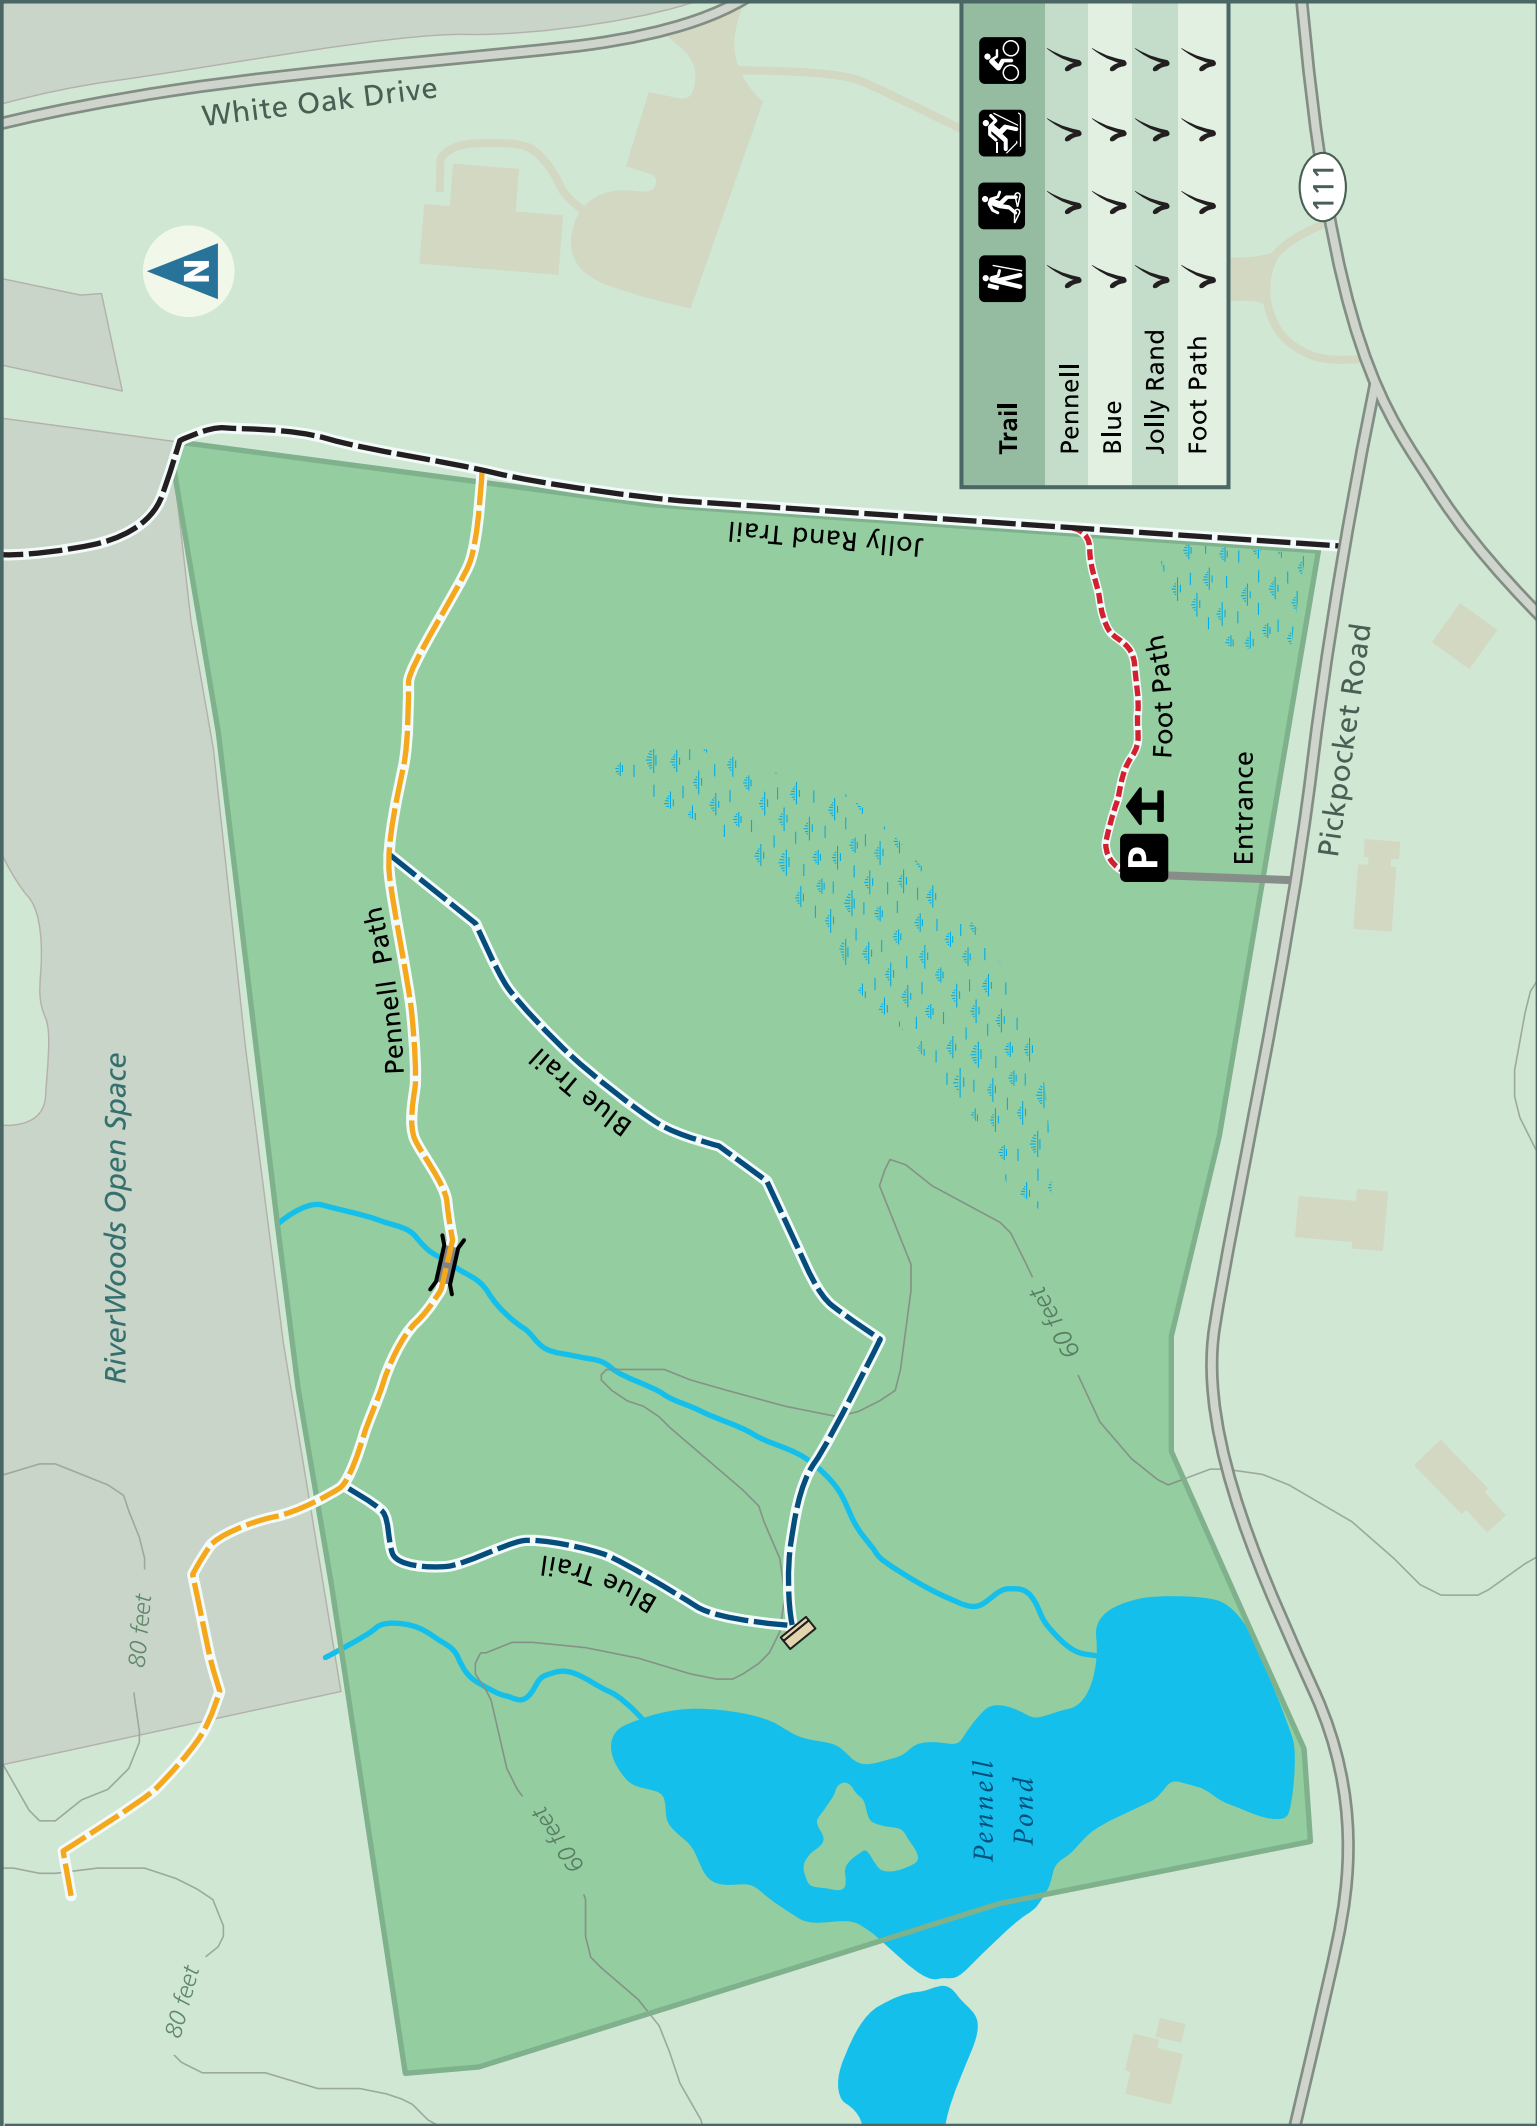 White Oak Drive
N
Trail
Pennell
Blue
Jolly Rand
Foot Path
111
Jolly Rand Trail
Foot Path
P
Entrance
Pickpocket Road
Pennell Path
Blue Trail
RiverWoods Open Space
60 feet
Blue Trail
80 feet
60 feet
Pennell
Pond
80 feet